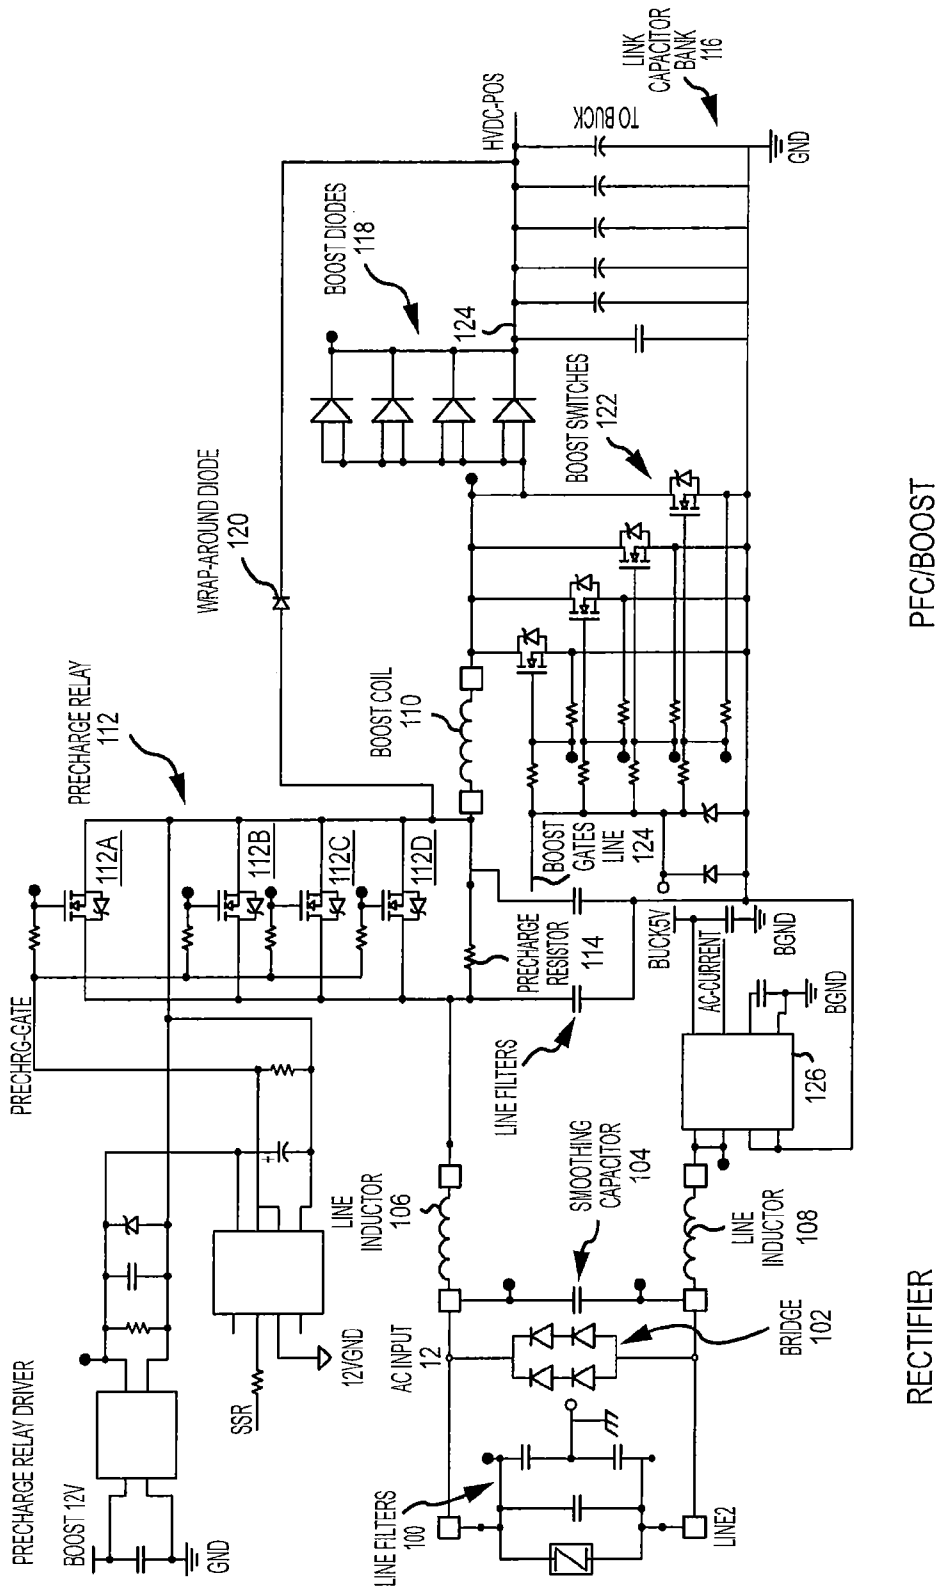 PRECHARGE RELAY DRIVER
BOOST 12V
GND
SSR
12VGND
PRECHRG-GATE
PRECHARGE RELAY
112
112A
112B
112C
112D
WRAP-AROUND DIODE
120
BOOST DIODES
118
HVDC-POS
124
TO BUCK
LINK
CAPACITOR
BANK
116
GND
LINE FILTERS
100
AC INPUT
12
LINE
INDUCTOR
106
LINE FILTERS
PRECHARGE
RESISTOR
114
BOOST COIL
110
BOOST SWITCHES
122
BOOST
GATES
LINE
124
SMOOTHING
CAPACITOR
104
BRIDGE
102
LINE2
LINE
INDUCTOR
108
BUCK5V
AC-CURRENT
BGND
BGND
126
RECTIFIER
PFC/BOOST